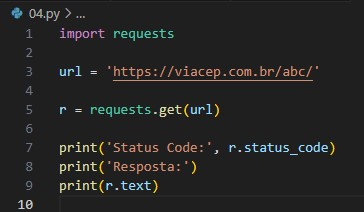 04.py > ...
1 import requests
2
3 url = 'https://viacep.com.br/abc/'
4
5 r = requests.get(url)
6
7 print('Status Code:', r.status_code)
8 print('Resposta:')
9 print(r.text)
10